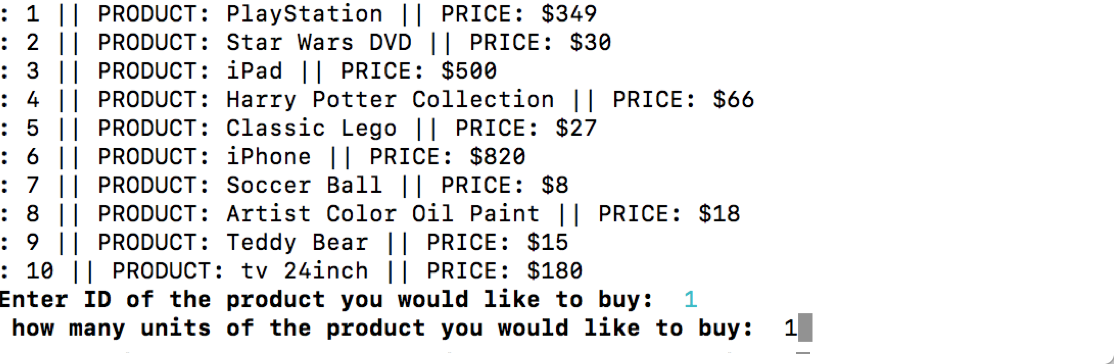 : 1 || PRODUCT: PlayStation || PRICE: $349
: 2 || PRODUCT: Star Wars DVD || PRICE: $30
: 3 || PRODUCT: iPad || PRICE: $500
: 4 || PRODUCT: Harry Potter Collection || PRICE: $66
: 5 || PRODUCT: Classic Lego || PRICE: $27
: 6 || PRODUCT: iPhone || PRICE: $820
: 7 || PRODUCT: Soccer Ball || PRICE: $8
: 8 || PRODUCT: Artist Color Oil Paint || PRICE: $18
: 9 || PRODUCT: Teddy Bear || PRICE: $15
: 10 || PRODUCT: tv 24inch || PRICE: $180
Enter ID of the product you would like to buy: 1
how many units of the product you would like to buy: 1